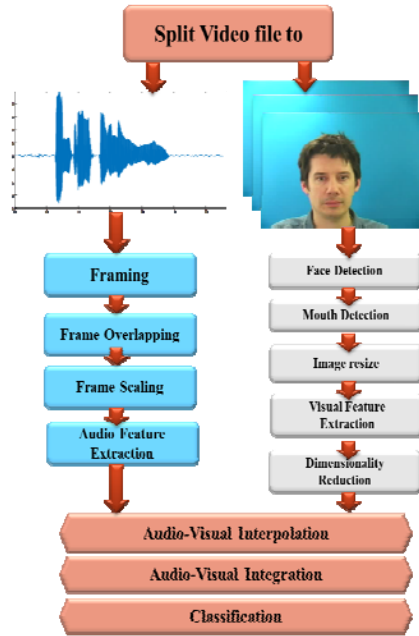 Split Video file to
Framing
Frame Overlapping
Frame Scaling
Audio Feature
Extraction
Face Detection
Mouth Detection
Image resize
Visual Feature
Extraction
Dimensionality
Reduction
Audio-Visual Interpolation
Audio-Visual Integration
Classification